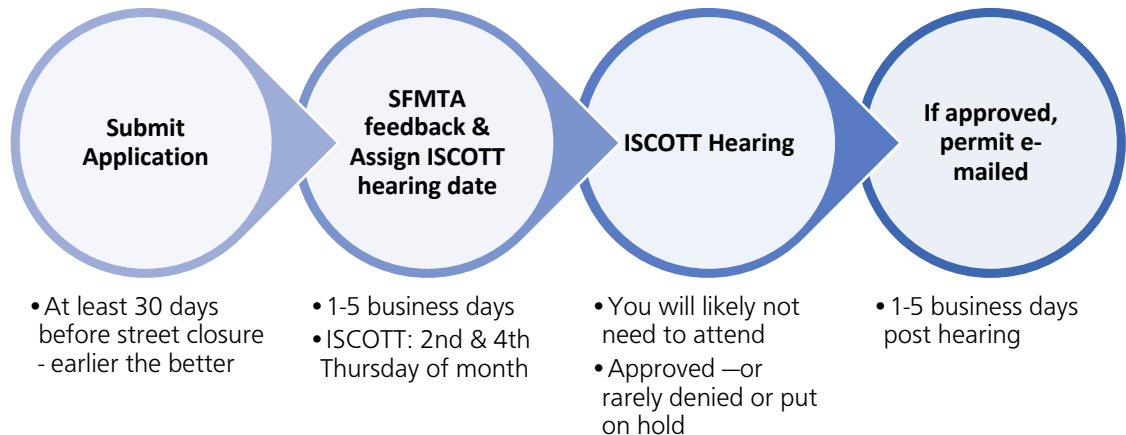 Submit
Application
SFMTA
feedback &
Assign ISCOTT
hearing date
ISCOTT Hearing
If approved,
permit e-
mailed
• At least 30 days
before street closure
- earlier the better
• 1-5 business days
• ISCOTT: 2nd & 4th
Thursday of month
• You will likely not
need to attend
• Approved —or
rarely denied or put
on hold
• 1-5 business days
post hearing